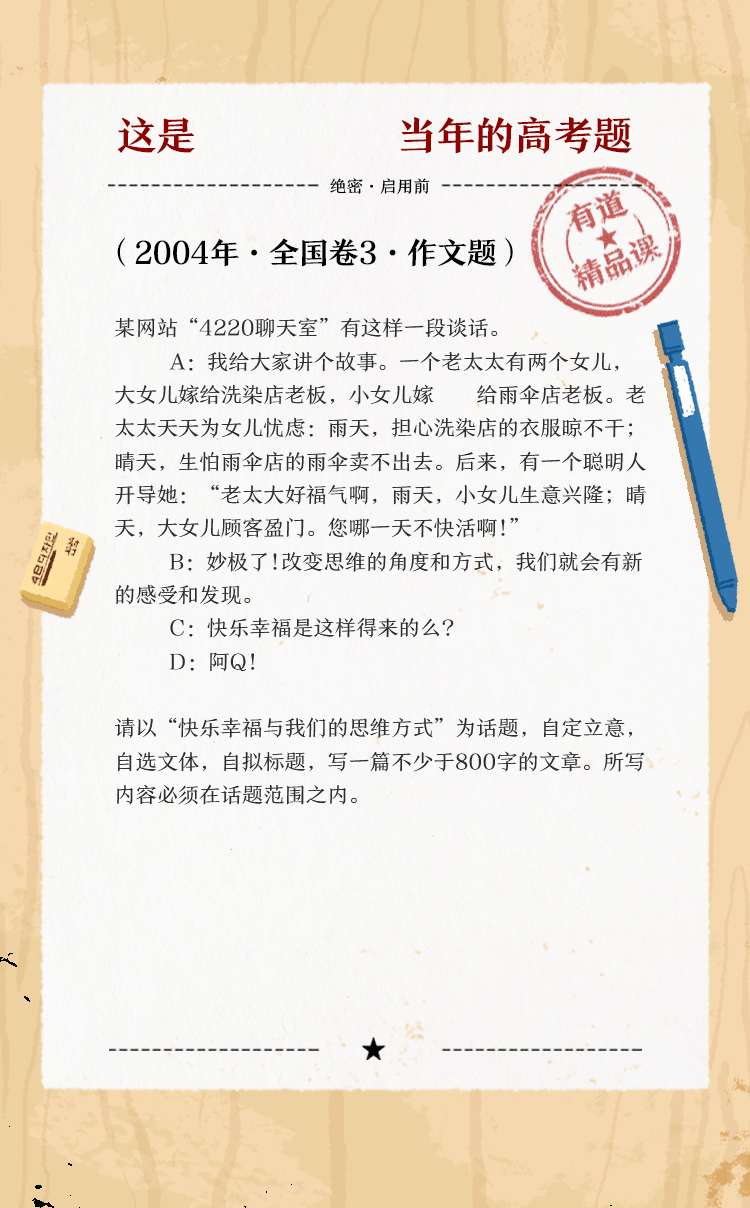 这是 当年的高考题
绝密·启用前
有道
精品课
（2004年·全国卷3·作文题）
某网站“4220聊天室”有这样一段谈话。
A：我给大家讲个故事。一个老太太有两个女儿，
大女儿嫁给洗染店老板，小女儿嫁 给雨伞店老板。老
太太天天为女儿忧虑：雨天，担心洗染店的衣服晾不干；
晴天，生怕雨伞店的雨伞卖不出去。后来，有一个聪明人
开导她：“老太大好福气啊，雨天，小女儿生意兴隆；晴
天，大女儿顾客盈门。您哪一天不快活啊！”
B：妙极了！改变思维的角度和方式，我们就会有新
的感受和发现。
C：快乐幸福是这样得来的么？
D：阿Q！
请以“快乐幸福与我们的思维方式”为话题，自定立意，
自选文体，自拟标题，写一篇不少于800字的文章。所写
内容必须在话题范围之内。